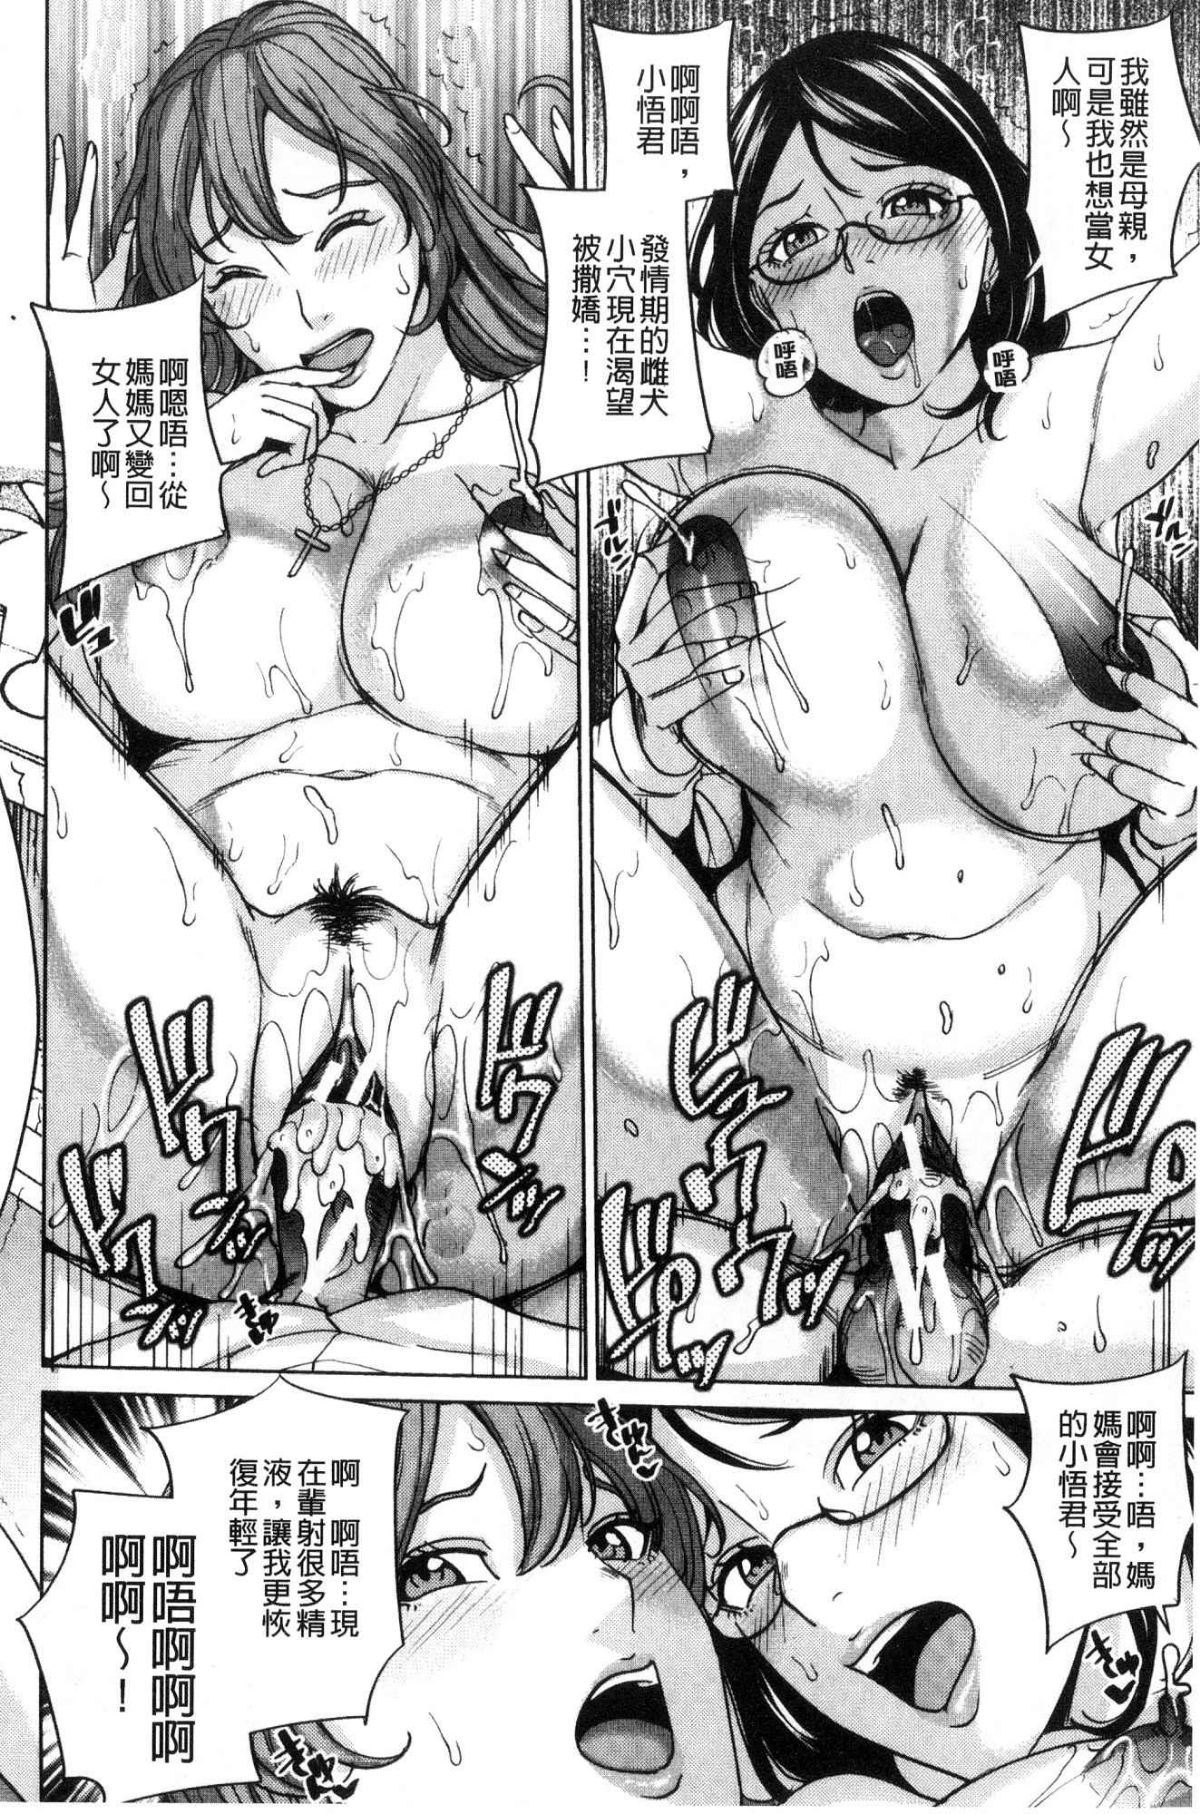 我雖然是母親，
可是我也想當女
人啊～
呼唔
呼唔
啊啊唔，
小悟君
發情期的雌犬
小穴現在渴望
被撒嬌…！
啊嗯唔…從
媽媽又變回
女人了啊～
啊啊…唔，媽
媽會接受全部
的小悟君～
啊 啊唔…現
在輩射很多精
液，讓我更恢
復年輕了
啊唔啊啊啊
啊啊～！